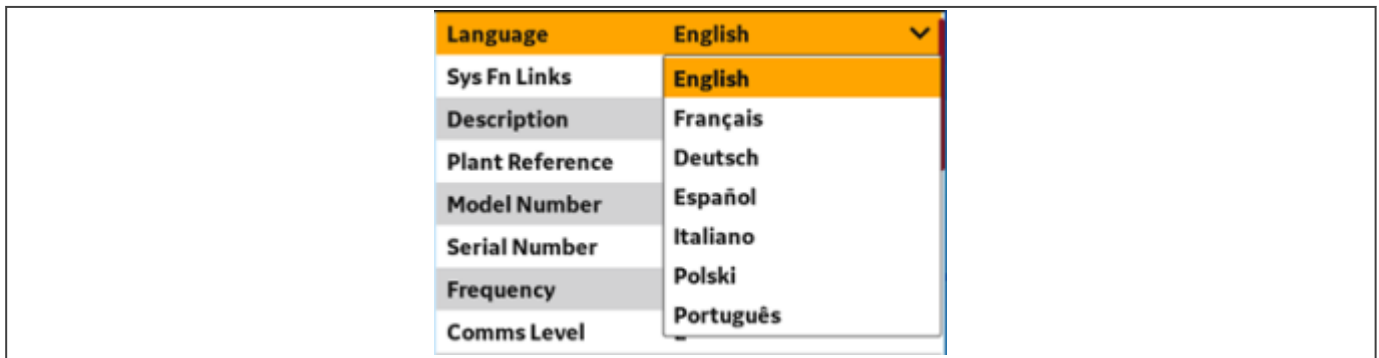 Language English
Sys Fn Links English
Description Français
Plant Reference Deutsch
Model Number Español
Serial Number Italiano
Frequency Polski
Comms Level Português